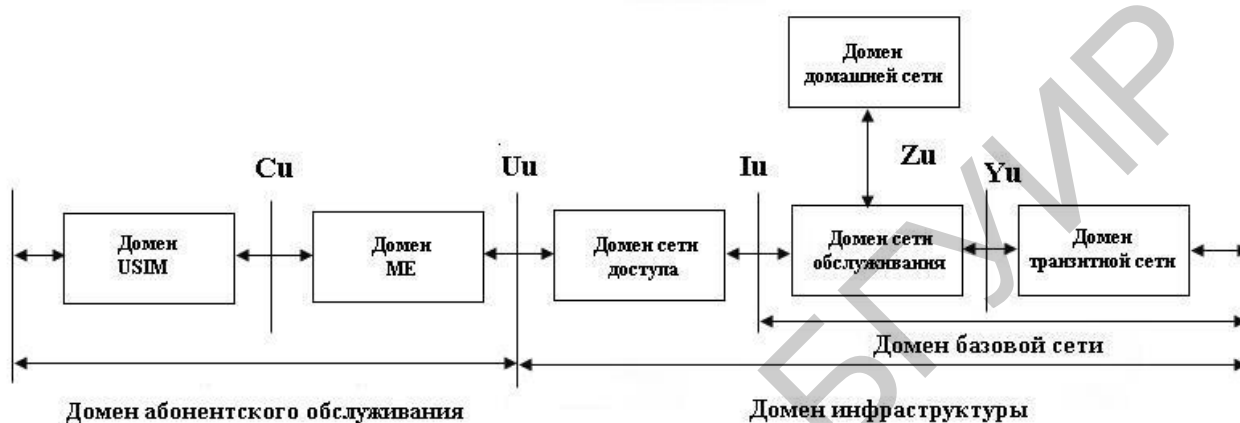 Домен
домашней сети
Cu
Uu
Iu
Zu
Yu
Домен
USIM
Домен
ME
Домен сети
доступа
Домен сети
обслуживания
Домен
транзитной сети
Домен базовой сети
Домен абонентского обслуживания
Домен инфраструктуры
БГУИР